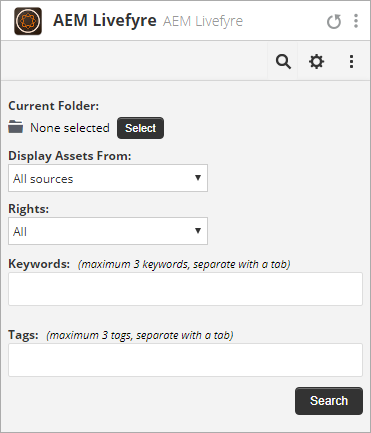 AEM Livefyre AEM Livefyre
Current Folder:
None selected Select
Display Assets From:
All sources
Rights:
All
Keywords: (maximum 3 keywords, separate with a tab)
Tags: (maximum 3 tags, separate with a tab)
Search